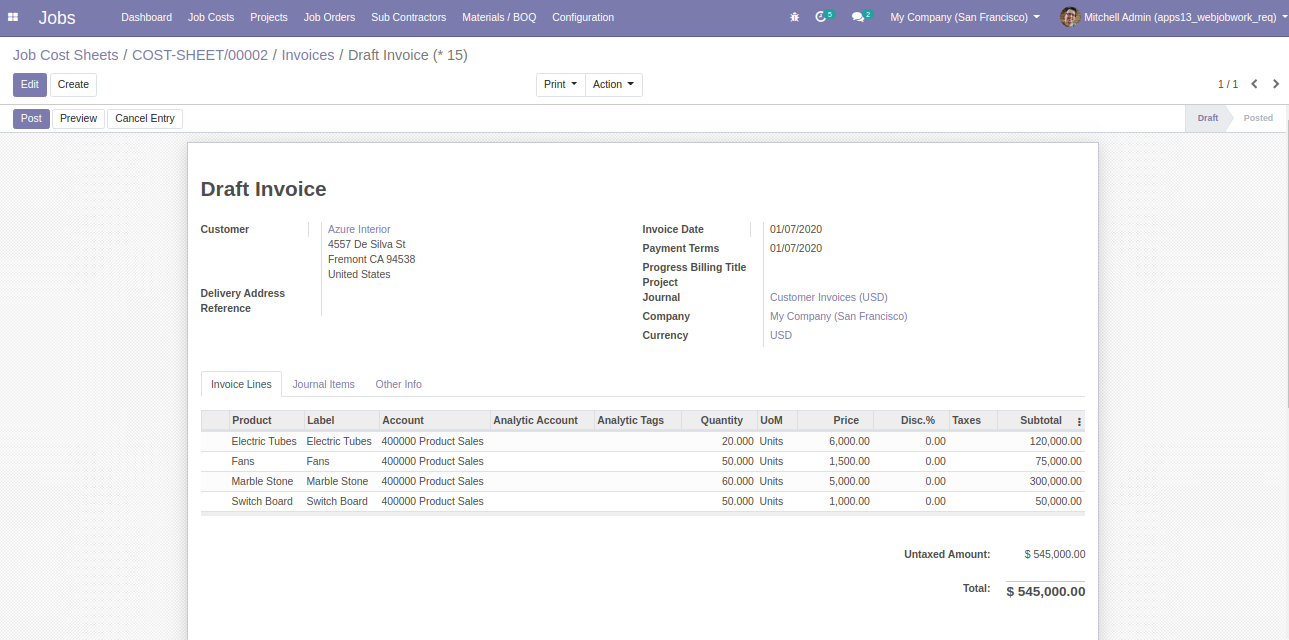 Jobs Dashboard Job Costs Projects Job Orders Sub Contractors Materials / BOQ Configuration 5 2 My Company (San Francisco) Mitchell Admin (apps13_webjobwork_req)
Job Cost Sheets / COST-SHEET/00002 / Invoices / Draft Invoice (* 15)
Edit Create Print Action 1 / 1
Post Preview Cancel Entry Draft Posted
Draft Invoice
Customer Azure Interior
4557 De Silva St
Fremont CA 94538
United States
Delivery Address
Reference
Invoice Date 01/07/2020
Payment Terms 01/07/2020
Progress Billing Title
Project
Journal Customer Invoices (USD)
Company My Company (San Francisco)
Currency USD
Invoice Lines Journal Items Other Info
Product Label Account Analytic Account Analytic Tags Quantity UoM Price Disc.% Taxes Subtotal
Electric Tubes Electric Tubes 400000 Product Sales 20.000 Units 6,000.00 0.00 120,000.00
Fans Fans 400000 Product Sales 50.000 Units 1,500.00 0.00 75,000.00
Marble Stone Marble Stone 400000 Product Sales 60.000 Units 5,000.00 0.00 300,000.00
Switch Board Switch Board 400000 Product Sales 50.000 Units 1,000.00 0.00 50,000.00
Untaxed Amount: $ 545,000.00
Total: $ 545,000.00